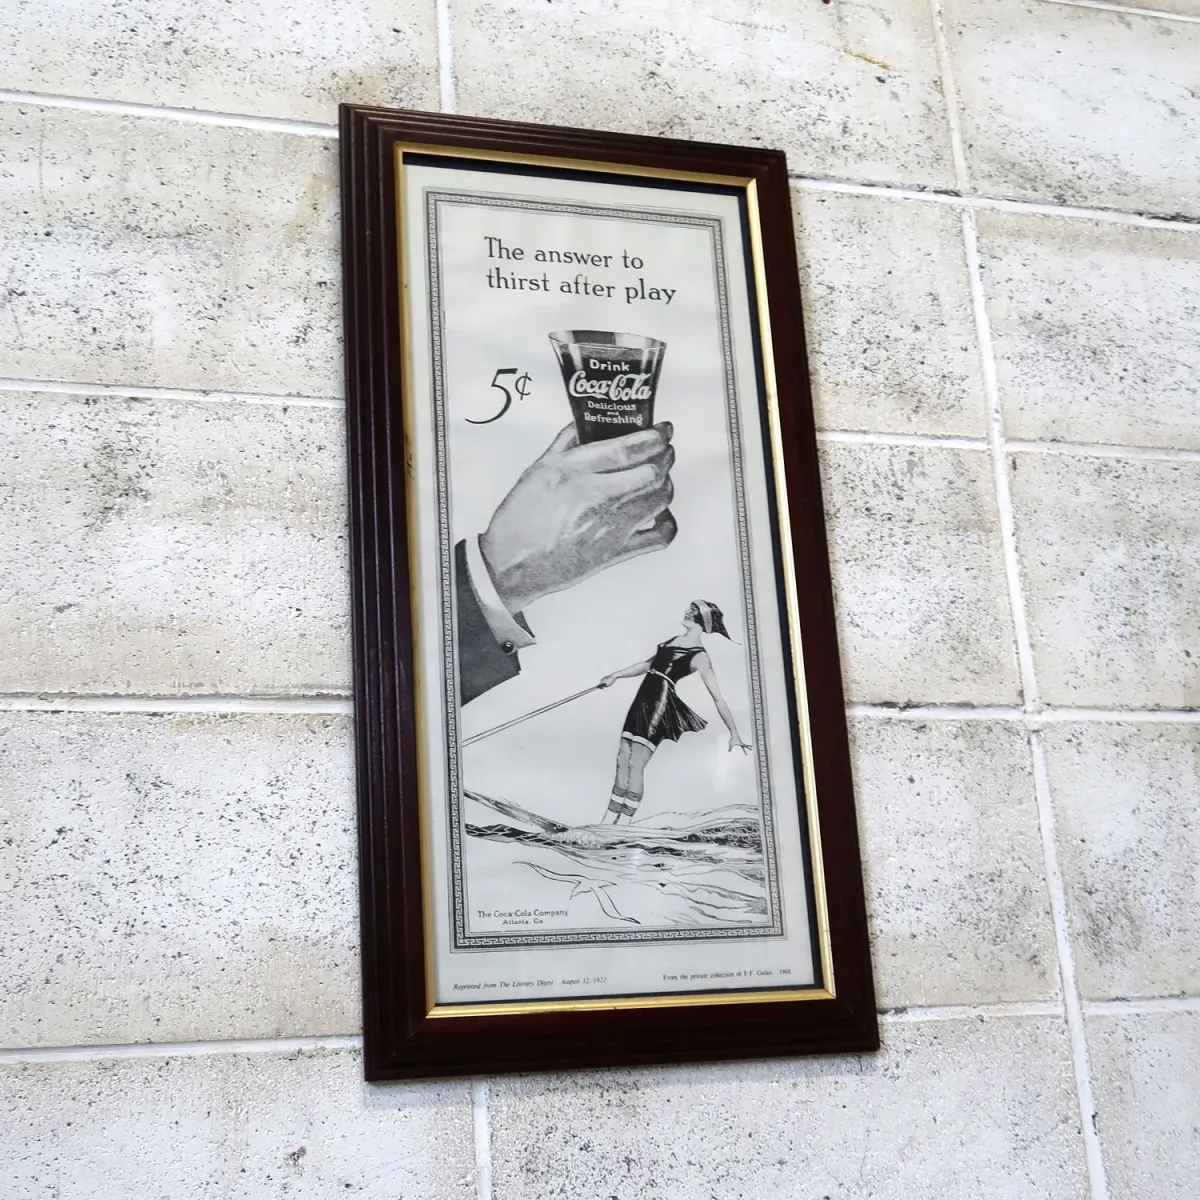 The answer to
thirst after play
5¢
Drink
Coca-Cola
Delicious
and
Refreshing
The Coca-Cola Company
Atlanta, Ga
Reprinted from The Literary Digest August 12, 1922
From the private collection of F.F. 1968